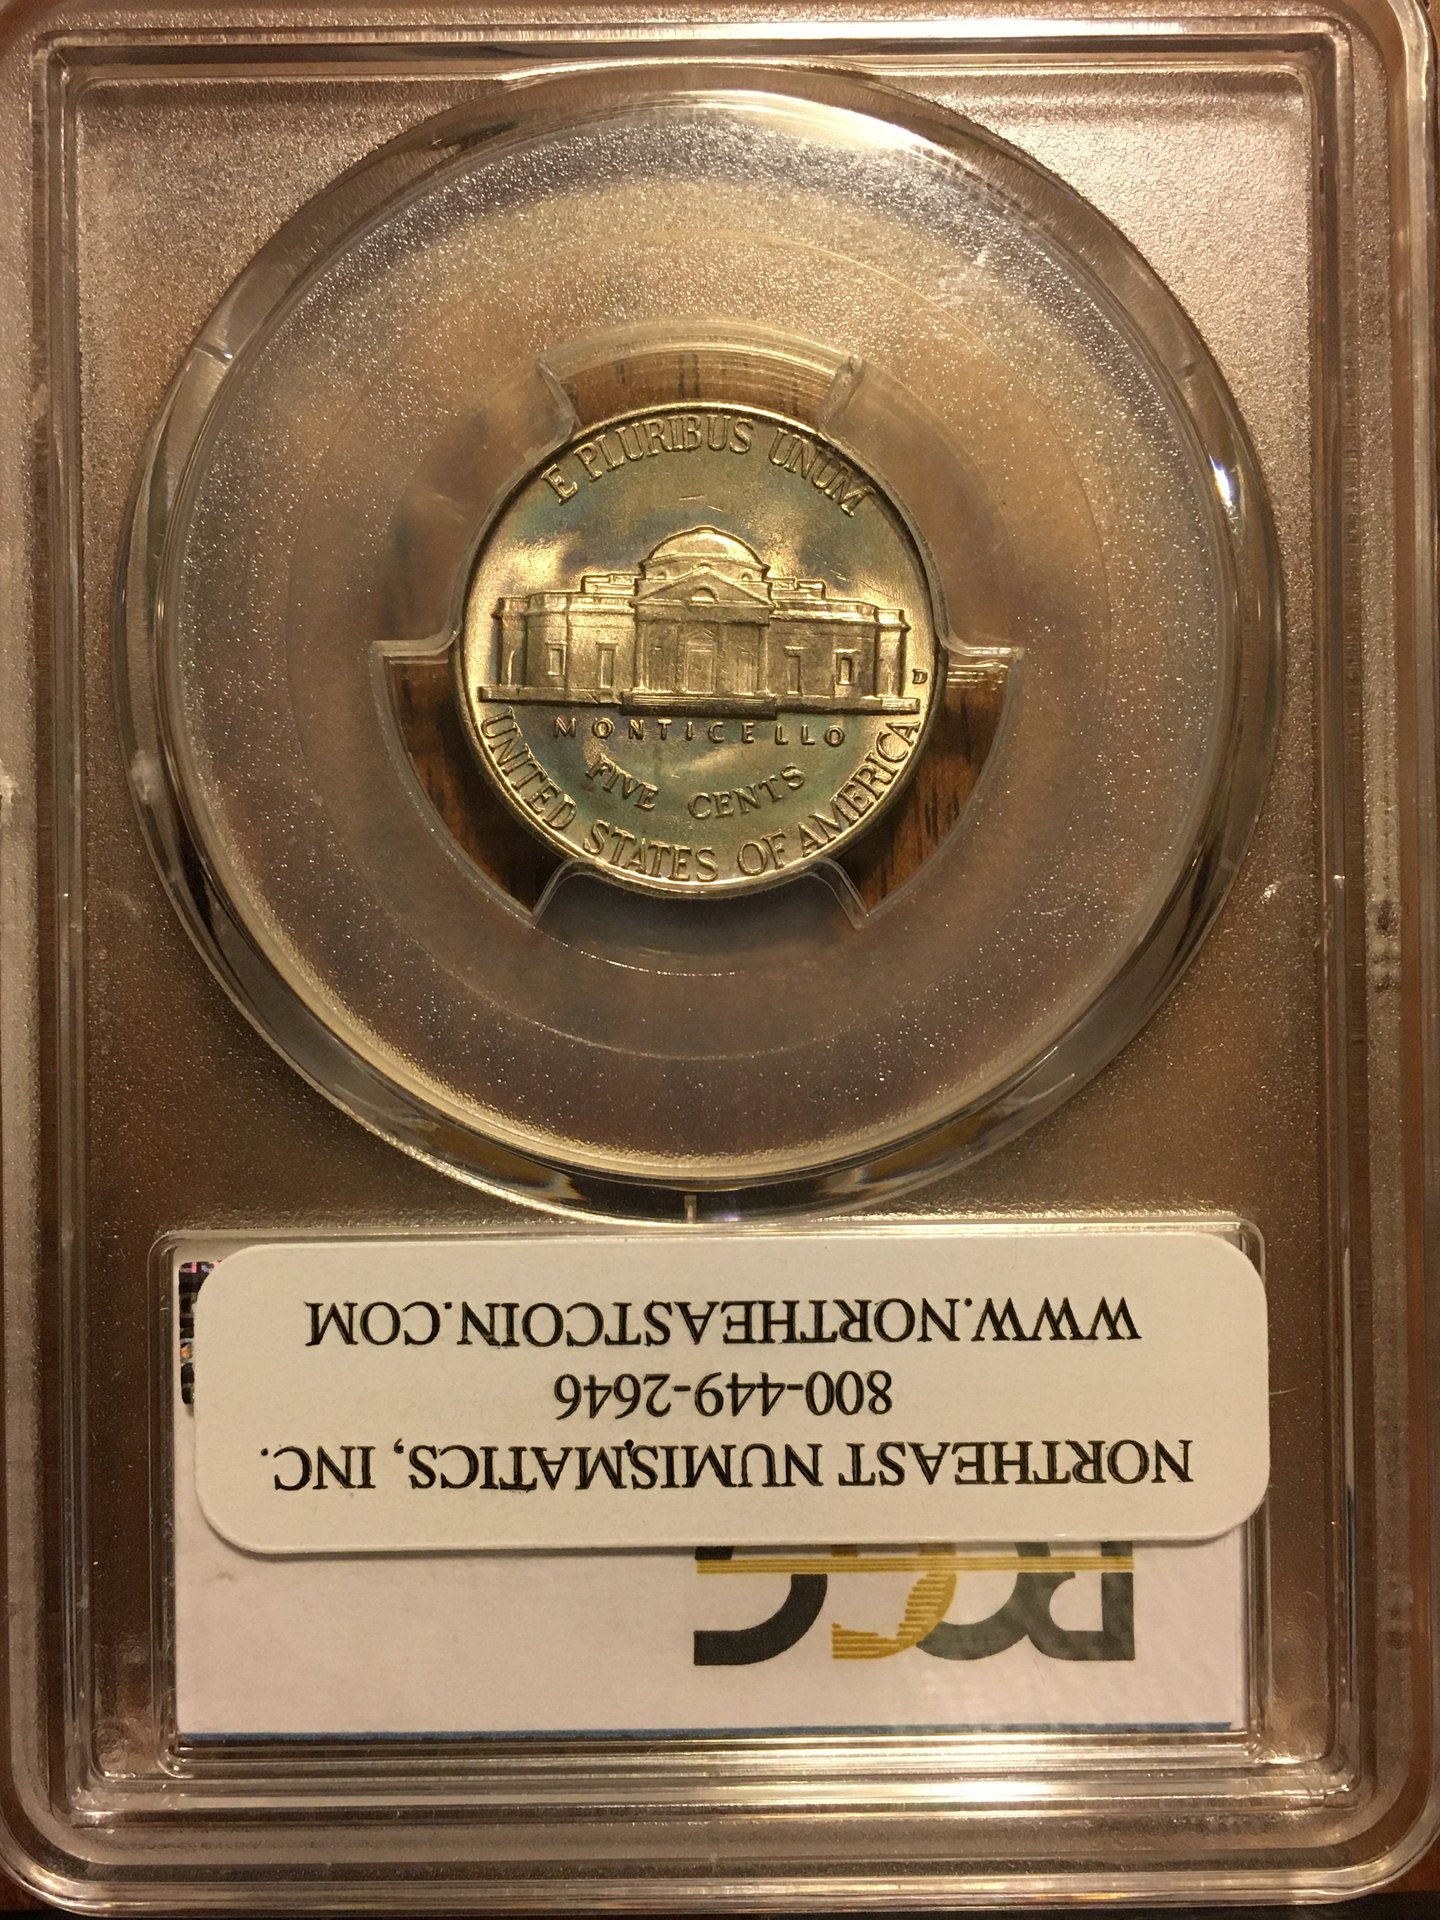 E PLURIBUS UNUM
D
MONTICELLO
FIVE CENTS
UNITED STATES OF AMERICA
NORTHEAST NUMISMATICS, INC.
800-449-2646
WWW.NORTHEASTCOIN.COM
PCGS